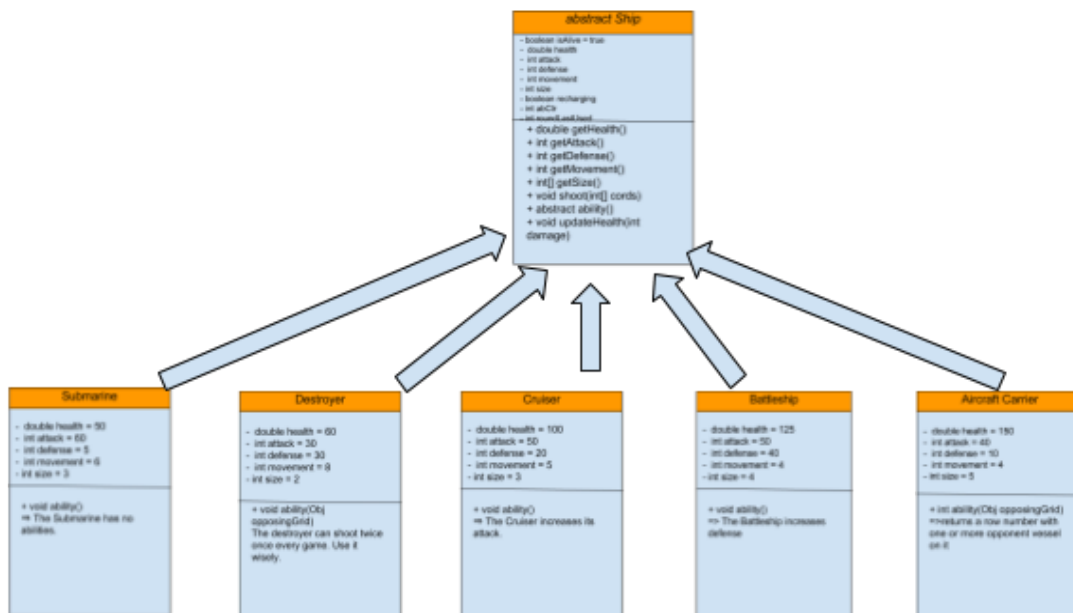 abstract Ship
- boolean isAlive = true
- double health
- int attack
- int defense
- int movement
- int size
- boolean recharging
- int abCtr
+ double getHealth()
+ int getAttack()
+ int getDefense()
+ int getMovement()
+ int[] getSize()
+ void shoot(int[] cords)
+ abstract ability()
+ void updateHealth(int
damage)
Submarine
- double health = 50
- int attack = 60
- int defense = 5
- int movement = 6
- int size = 3
+ void ability()
=> The Submarine has no
abilities.
Destroyer
- double health = 60
- int attack = 30
- int defense = 30
- int movement = 8
- int size = 2
+ void ability(Obj
opposingGrid)
The destroyer can shoot twice
once every game. Use it
wisely.
Cruiser
- double health = 100
- int attack = 50
- int defense = 20
- int movement = 5
- int size = 3
+ void ability()
=> The Cruiser increases its
attack.
Battleship
- double health = 125
- int attack = 50
- int defense = 40
- int movement = 4
- int size = 4
+ void ability()
=> The Battleship increases
defense
Aircraft Carrier
- double health = 150
- int attack = 40
- int defense = 10
- int movement = 4
- int size = 5
+ int ability(Obj opposingGrid)
=>returns a row number with
one or more opponent vessel
on it